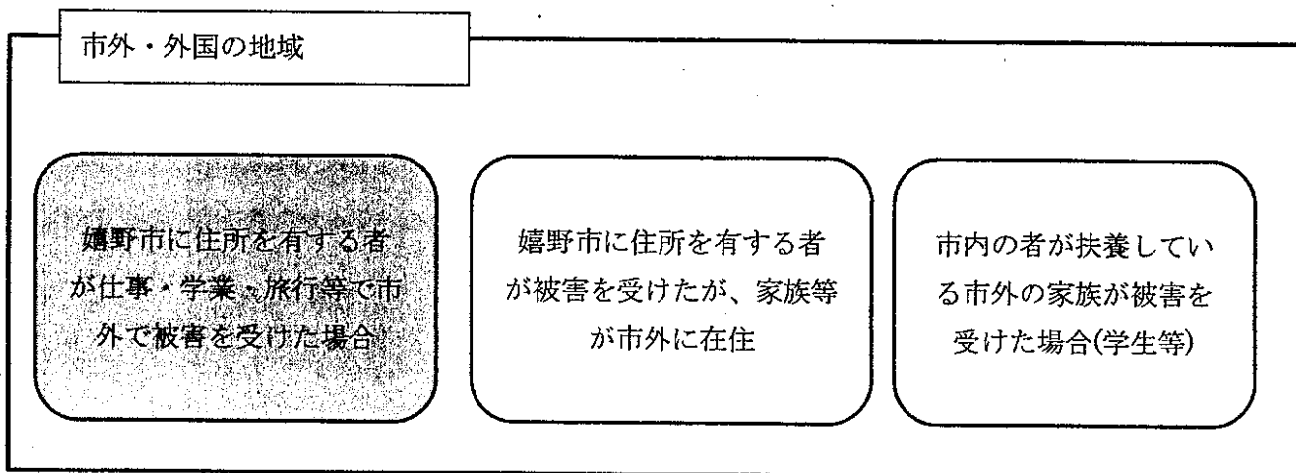 市外・外国の地域
嬉野市に住所を有する者
が仕事・学業・旅行等で市
外で被害を受けた場合
嬉野市に住所を有する者
が被害を受けたが、家族等
が市外に在住
市内の者が扶養してい
る市外の家族が被害を
受けた場合(学生等)